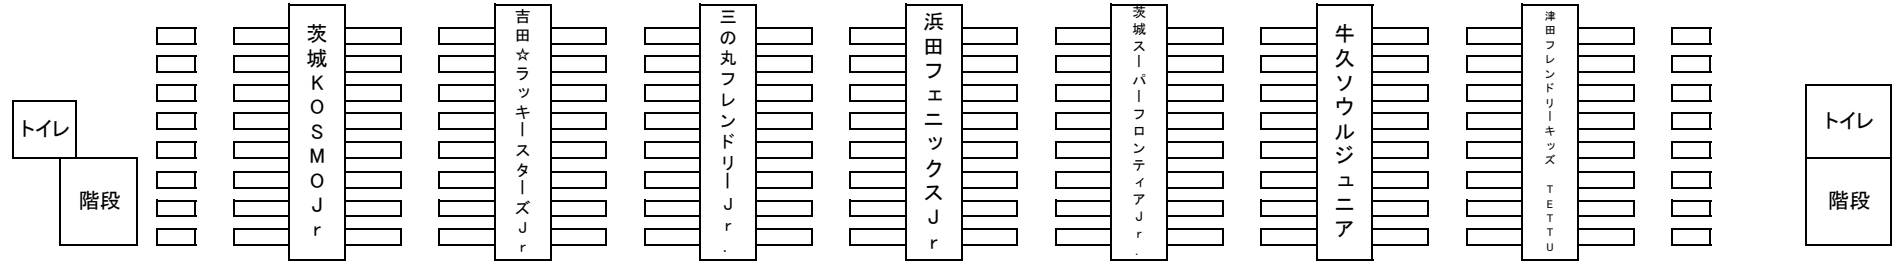 トイレ
階段
茨城KOSMOJr
吉田☆ラッキースターズJr
三の丸フレンドリーJr.
浜田フェニックスJr
茨城スーパーフロンティアJr.
牛久ソウルジュニア
津田フレンドリーキッズ TETTU
トイレ
階段